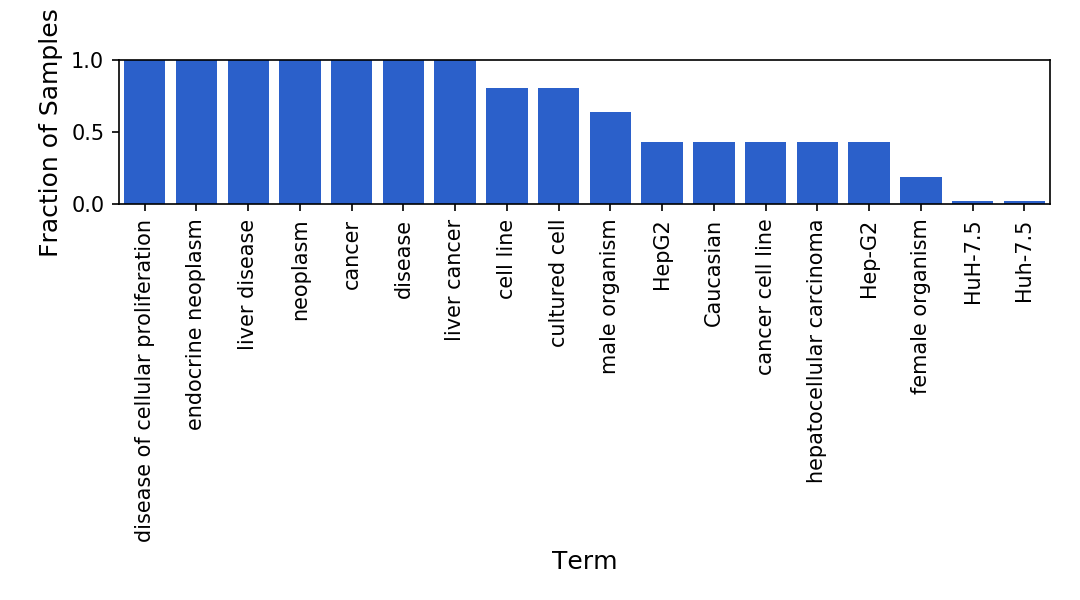 Fraction of Samples
1.0
0.5
0.0
disease of cellular proliferation
endocrine neoplasm
liver disease
neoplasm
cancer
disease
liver cancer
cell line
cultured cell
male organism
HepG2
Caucasian
cancer cell line
hepatocellular carcinoma
Hep-G2
female organism
HuH-7.5
Huh-7.5
Term